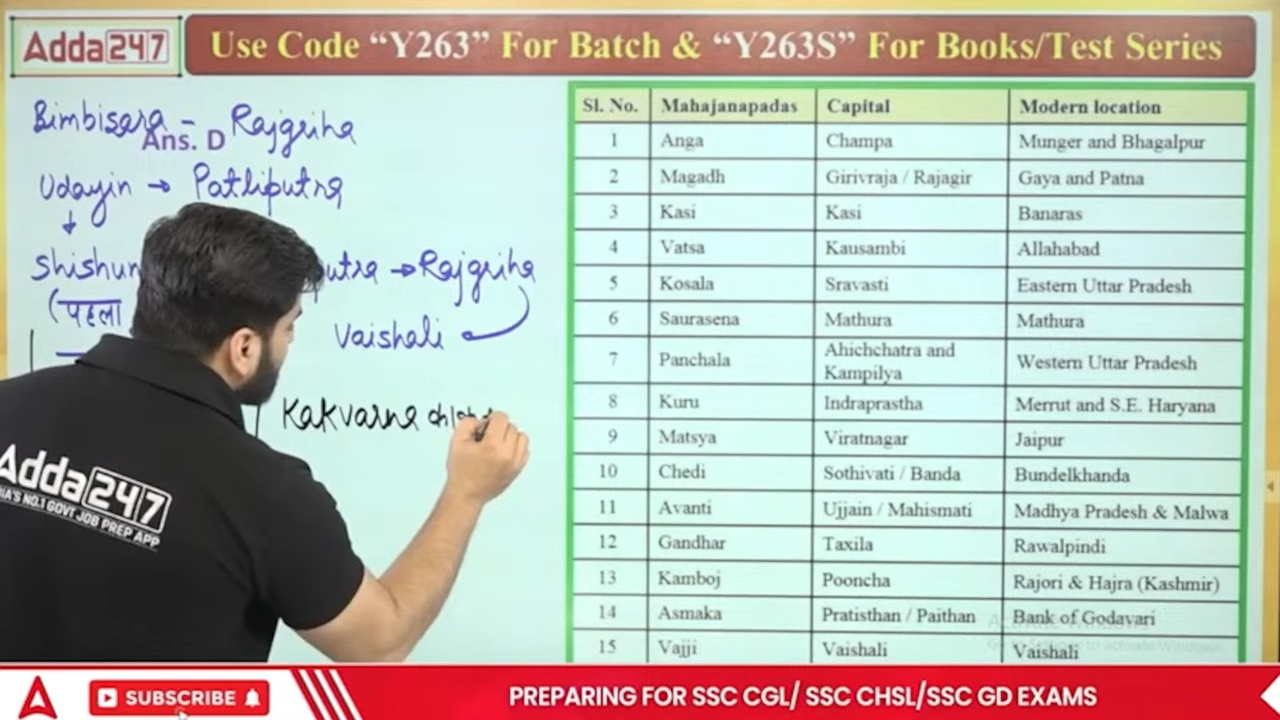 Adda247
Use Code “Y263” For Batch & “Y263S” For Books/Test Series
Bimbisara - Rajgriha
Ans. D
Udayin → Patliputra
↓
Shishun utra → Rajgriha
(पहला
Vaishali
Kakvarna
Adda247
A'S NO.1 GOVT JOB PREP APP
Sl. No. Mahajanapadas Capital Modern location
1 Anga Champa Munger and Bhagalpur
2 Magadh Girivraja / Rajagir Gaya and Patna
3 Kasi Kasi Banaras
4 Vatsa Kausambi Allahabad
5 Kosala Sravasti Eastern Uttar Pradesh
6 Saurasena Mathura Mathura
7 Panchala Ahichchatra and Kampilya Western Uttar Pradesh
8 Kuru Indraprastha Merrut and S.E. Haryana
9 Matsya Viratnagar Jaipur
10 Chedi Sothivati / Banda Bundelkhanda
11 Avanti Ujjain / Mahismati Madhya Pradesh & Malwa
12 Gandhar Taxila Rawalpindi
13 Kamboj Pooncha Rajori & Hajra (Kashmir)
14 Asmaka Pratisthan / Paithan Bank of Godavari
15 Vajji Vaishali Vaishali
SUBSCRIBE
PREPARING FOR SSC CGL/ SSC CHSL/SSC GD EXAMS